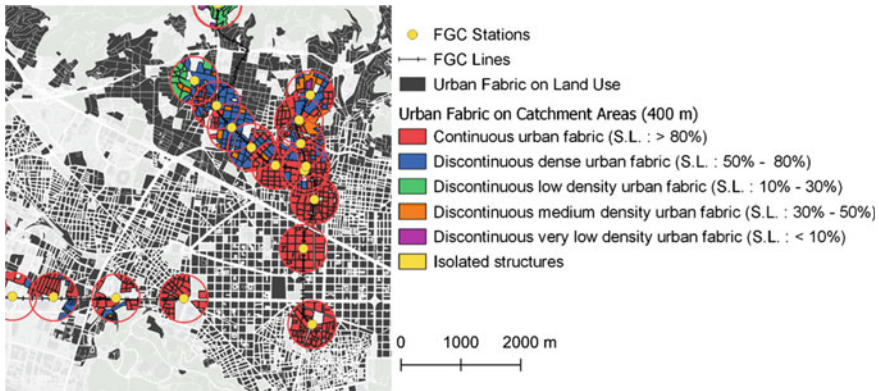 FGC Stations
FGC Lines
Urban Fabric on Land Use
Urban Fabric on Catchment Areas (400 m)
Continuous urban fabric (S.L. : > 80%)
Discontinuous dense urban fabric (S.L. : 50% - 80%)
Discontinuous low density urban fabric (S.L. : 10% - 30%)
Discontinuous medium density urban fabric (S.L. : 30% - 50%)
Discontinuous very low density urban fabric (S.L. : < 10%)
Isolated structures
0 1000 2000 m